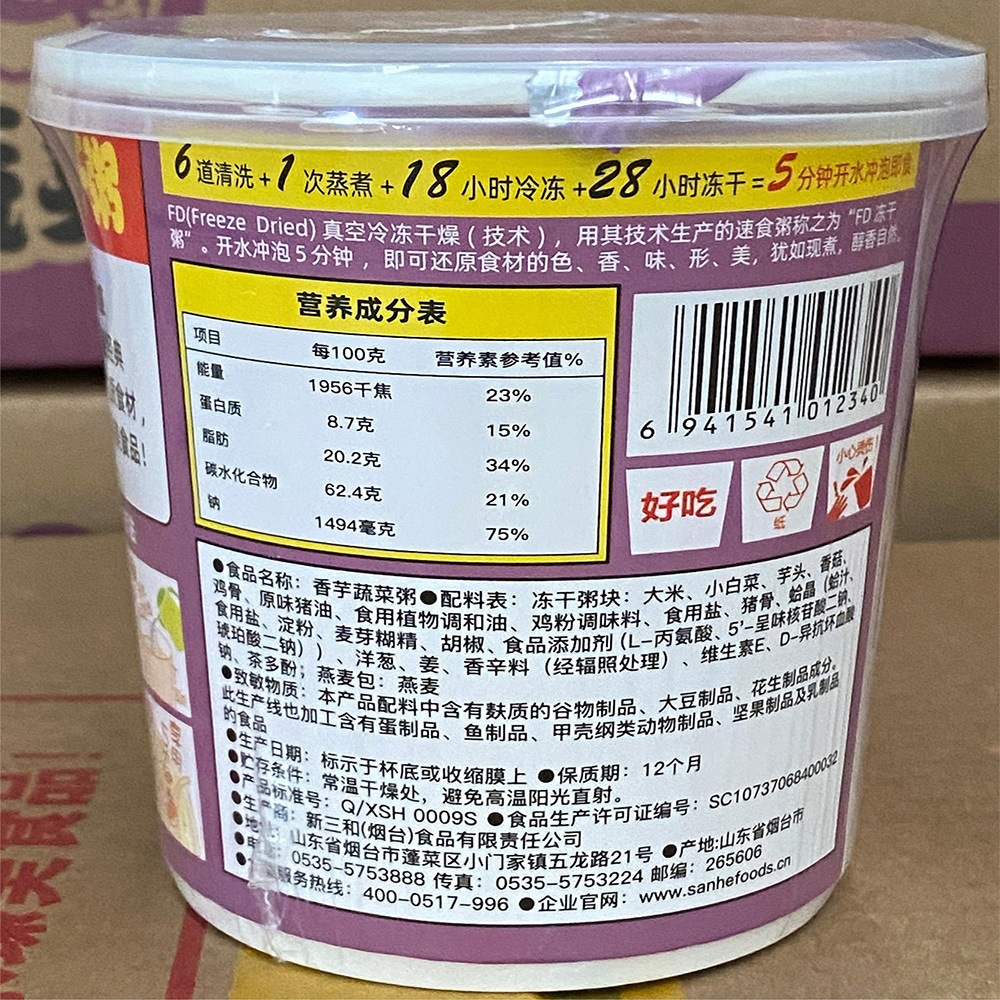 粥
6道清洗+1次蒸煮+18小时冷冻+28小时冻干=5分钟开水冲泡即食
FD(Freeze Dried)真空冷冻干燥(技术)，用其技术生产的速食粥称之为“FD冻干
粥”。开水冲泡5分钟，即可还原食材的色、香、味、形、美，犹如现煮，醇香自然。
营养成分表
项目 每100克 营养素参考值%
能量 1956千焦 23%
蛋白质 8.7克 15%
脂肪 20.2克 34%
碳水化合物 62.4克 21%
钠 1494毫克 75%
6 941541 012340
好吃
纸
小心烫伤!
典
食材，
食品!
●食品名称：香芋蔬菜粥●配料表：冻干粥块：大米、小白菜、芋头、香菇、
鸡骨、原味猪油、食用植物调和油、鸡粉调味料、食用盐、猪骨、蛤晶（蛤汁、
食用盐、淀粉、麦芽糊精、胡椒、食品添加剂(L-丙氨酸、5'-呈味核苷酸二钠、
琥珀酸二钠)）、洋葱、姜、香辛料（经辐照处理）、维生素E、D-异抗坏血酸
钠、茶多酚；燕麦包：燕麦
●致敏物质：本产品配料中含有麸质的谷物制品、大豆制品、花生制品成分。
此生产线也加工含有蛋制品、鱼制品、甲壳纲类动物制品、坚果制品及乳制品
的食品
●生产日期：标示于杯底或收缩膜上 ●保质期：12个月
●贮存条件：常温干燥处，避免高温阳光直射。
●产品标准号：Q/XSH 0009S ●食品生产许可证编号：SC10737068400032
●生产商：新三和(烟台)食品有限责任公司
●地址：山东省烟台市蓬莱区小门家镇五龙路21号 ●产地:山东省烟台市
●电 ：0535-5753888 传真：0535-5753224 邮编：265606
服务热线：400-0517-996 ●企业官网：www.sanhefoods.cn